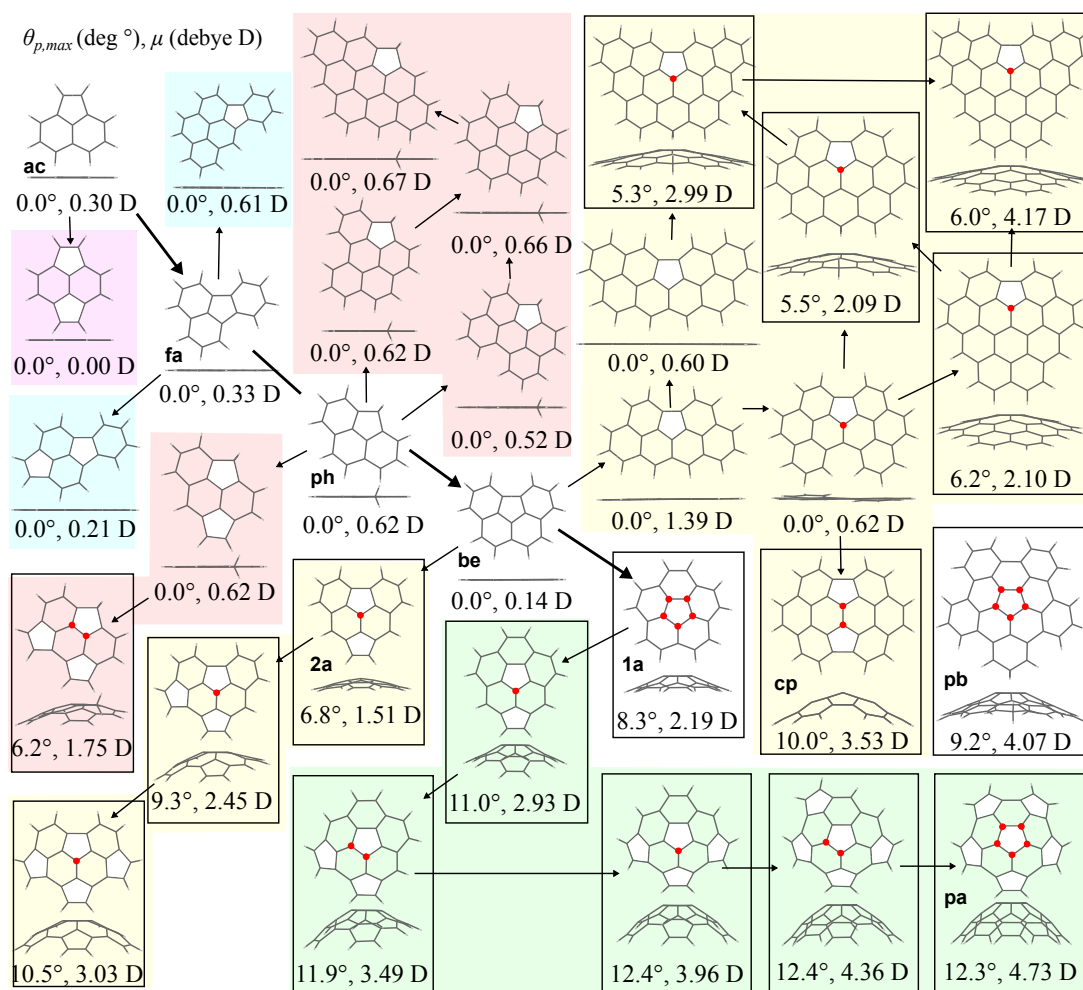 θp,max (deg °), μ (debye D)
ac
0.0°, 0.30 D
0.0°, 0.61 D
0.0°, 0.67 D
0.0°, 0.66 D
5.3°, 2.99 D
6.0°, 4.17 D
5.5°, 2.09 D
0.0°, 0.00 D
fa
0.0°, 0.33 D
0.0°, 0.62 D
0.0°, 0.60 D
0.0°, 0.52 D
6.2°, 2.10 D
0.0°, 0.21 D
ph
0.0°, 0.62 D
0.0°, 1.39 D
0.0°, 0.62 D
0.0°, 0.62 D
be
0.0°, 0.14 D
6.2°, 1.75 D
2a
6.8°, 1.51 D
1a
8.3°, 2.19 D
cp
10.0°, 3.53 D
pb
9.2°, 4.07 D
9.3°, 2.45 D
11.0°, 2.93 D
10.5°, 3.03 D
11.9°, 3.49 D
12.4°, 3.96 D
12.4°, 4.36 D
pa
12.3°, 4.73 D